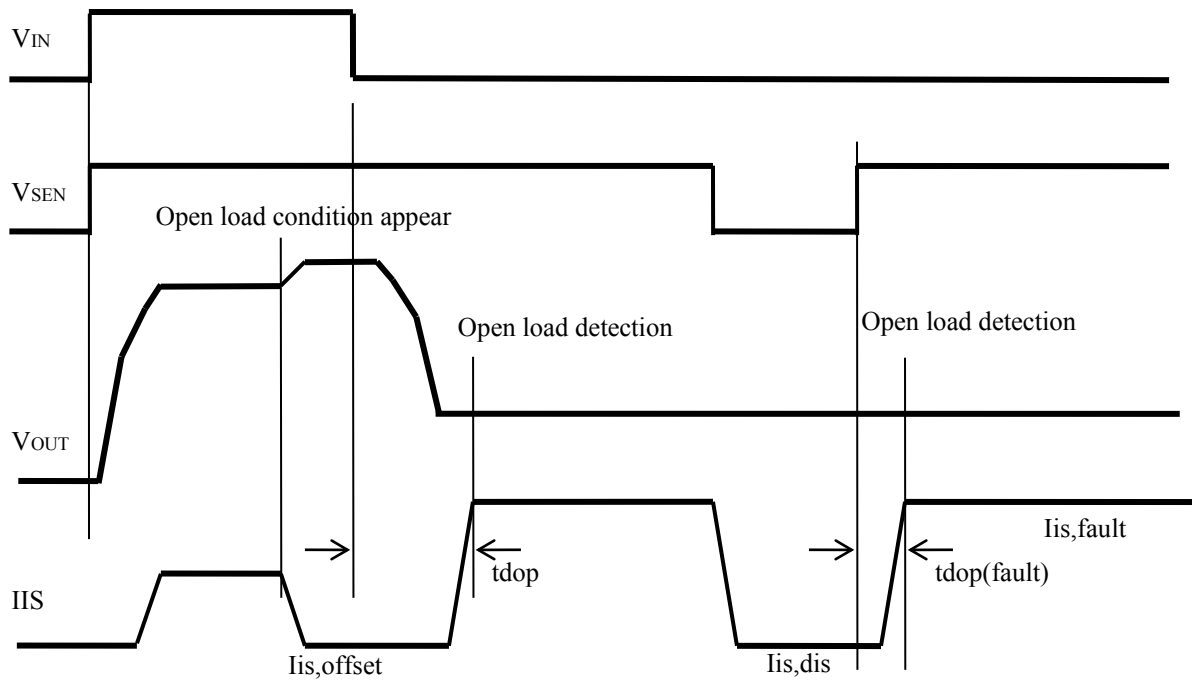 VIN
VSEN
Open load condition appear
Open load detection
Open load detection
VOUT
Iis,fault
tdop
tdop(fault)
IIS
Iis,offset
Iis,dis